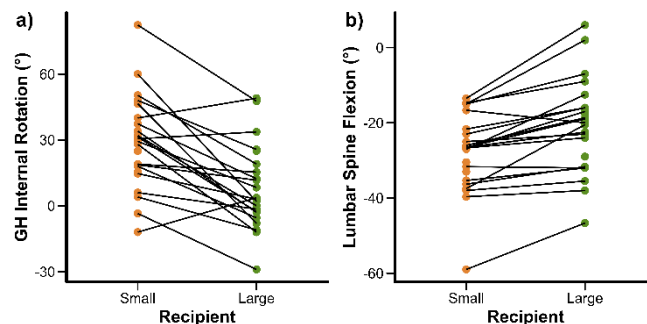 a)
GH Internal Rotation (°)
60
30
0
-30
Small
Large
Recipient
b)
Lumbar Spine Flexion (°)
0
-20
-40
-60
Small
Large
Recipient